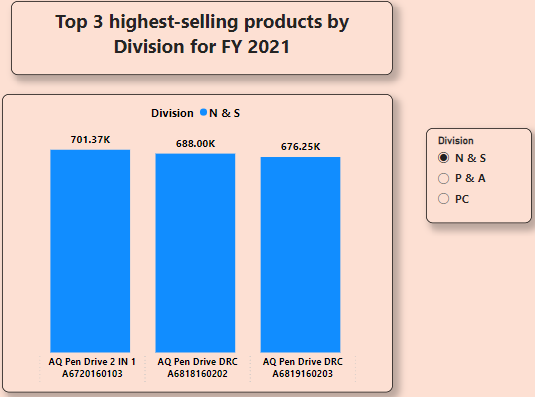 Top 3 highest-selling products by
Division for FY 2021
Division N & S
701.37K
688.00K
676.25K
AQ Pen Drive 2 IN 1
A6720160103
AQ Pen Drive DRC
A6818160202
AQ Pen Drive DRC
A6819160203
Division
N & S
P & A
PC